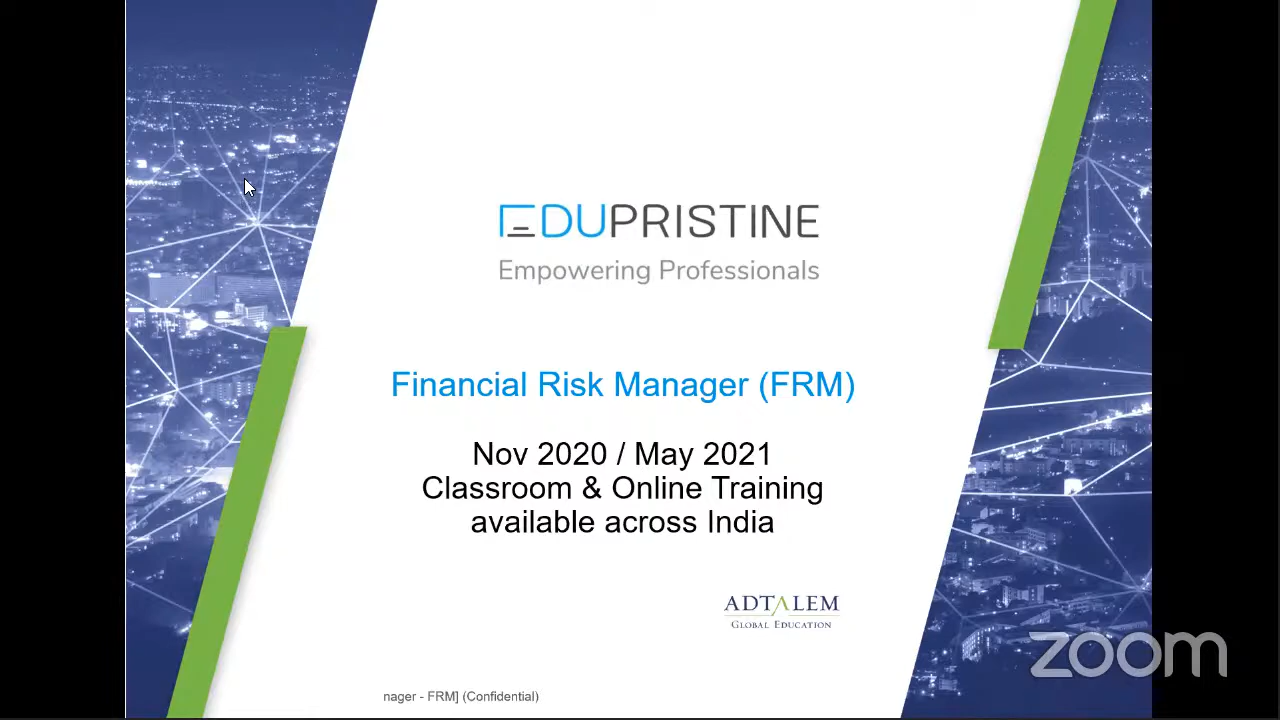 EDUPRISTINE
Empowering Professionals
Financial Risk Manager (FRM)
Nov 2020 / May 2021
Classroom & Online Training
available across India
ADTALEM
GLOBAL EDUCATION
zoom
nager - FRM] (Confidential)